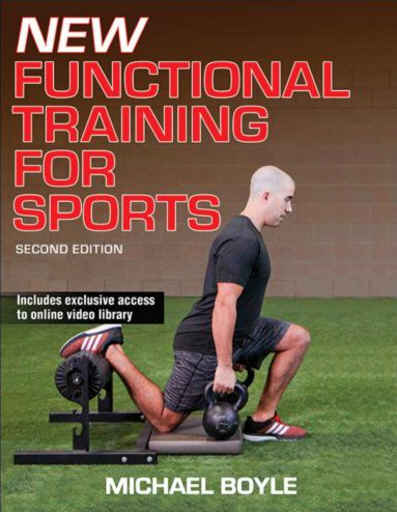 NEW
FUNCTIONAL
TRAINING
FOR
SPORTS
SECOND EDITION
Includes exclusive access
to online video library
MICHAEL BOYLE